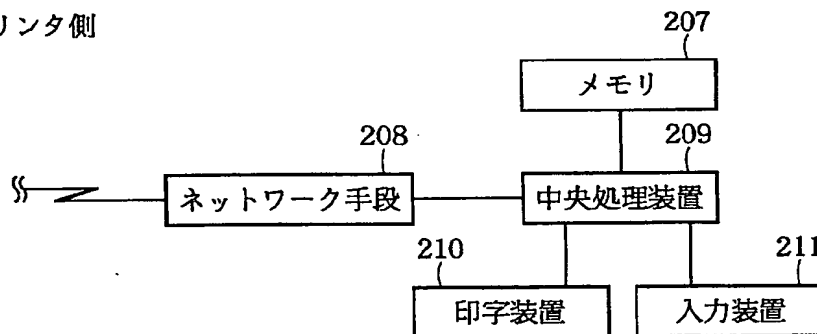 リンタ側
207
メモリ
208
209
ネットワーク手段
中央処理装置
210
211
印字装置
入力装置